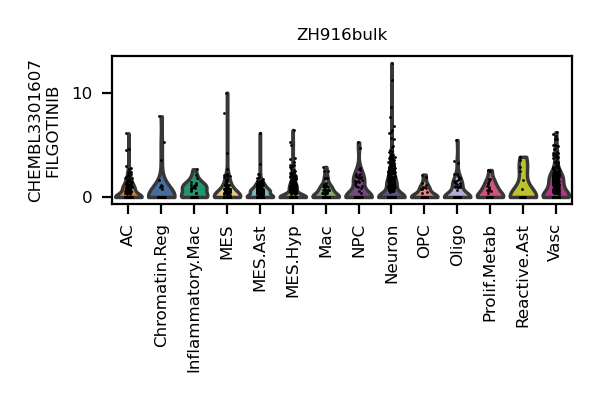 ZH916bulk
CHEMBL3301607
FILGOTINIB
10
0
AC
Chromatin.Reg
Inflammatory.Mac
MES
MES.Ast
MES.Hyp
Mac
NPC
Neuron
OPC
Oligo
Prolif.Metab
Reactive.Ast
Vasc